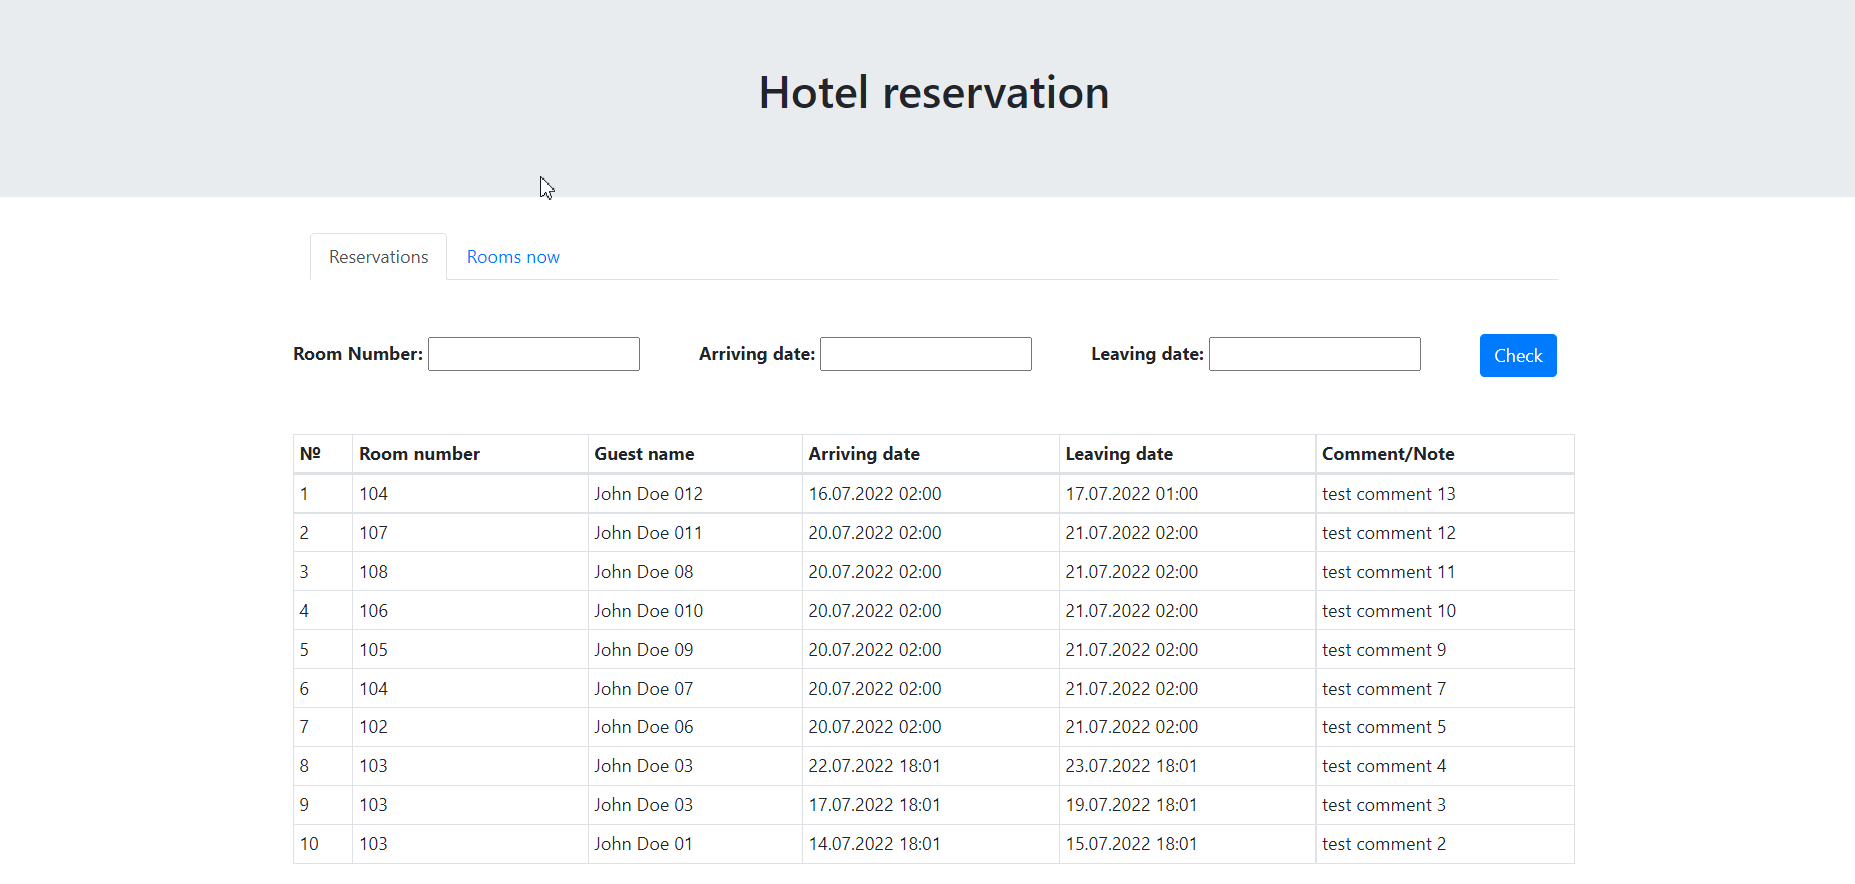 Hotel reservation
Reservations Rooms now
Room Number: Arriving date: Leaving date: Check
№ Room number Guest name Arriving date Leaving date Comment/Note
1 104 John Doe 012 16.07.2022 02:00 17.07.2022 01:00 test comment 13
2 107 John Doe 011 20.07.2022 02:00 21.07.2022 02:00 test comment 12
3 108 John Doe 08 20.07.2022 02:00 21.07.2022 02:00 test comment 11
4 106 John Doe 010 20.07.2022 02:00 21.07.2022 02:00 test comment 10
5 105 John Doe 09 20.07.2022 02:00 21.07.2022 02:00 test comment 9
6 104 John Doe 07 20.07.2022 02:00 21.07.2022 02:00 test comment 7
7 102 John Doe 06 20.07.2022 02:00 21.07.2022 02:00 test comment 5
8 103 John Doe 03 22.07.2022 18:01 23.07.2022 18:01 test comment 4
9 103 John Doe 03 17.07.2022 18:01 19.07.2022 18:01 test comment 3
10 103 John Doe 01 14.07.2022 18:01 15.07.2022 18:01 test comment 2